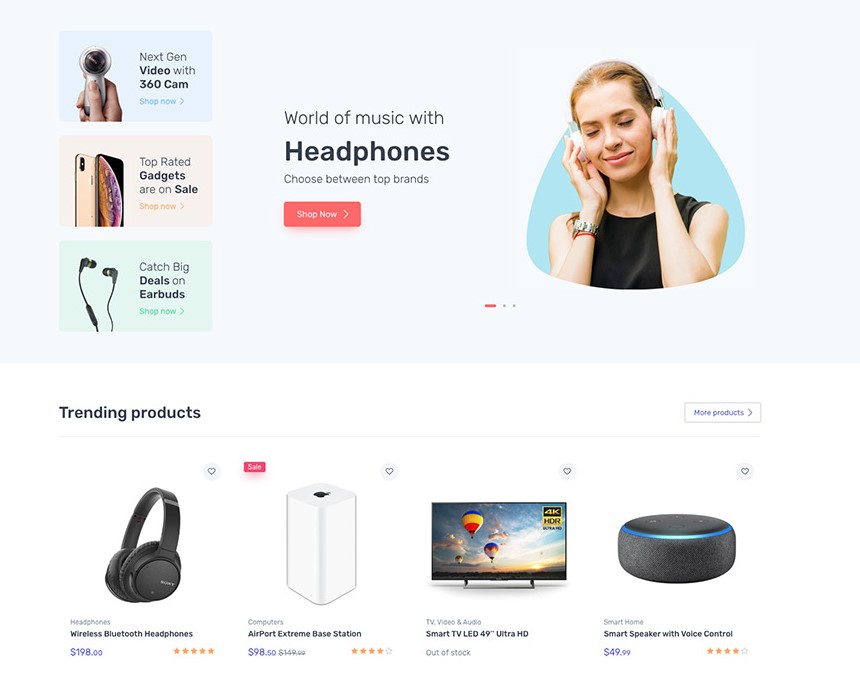 Next Gen
Video with
360 Cam
Shop now
Top Rated
Gadgets
are on Sale
Shop now
Catch Big
Deals on
Earbuds
Shop now
World of music with
Headphones
Choose between top brands
Shop Now
Trending products
More products
Sale
SONY
4K
HDR
ULTRA HD
Headphones
Wireless Bluetooth Headphones
$198.00
Computers
AirPort Extreme Base Station
$98.50 $149.99
TV, Video & Audio
Smart TV LED 49’’ Ultra HD
Out of stock
Smart Home
Smart Speaker with Voice Control
$49.99